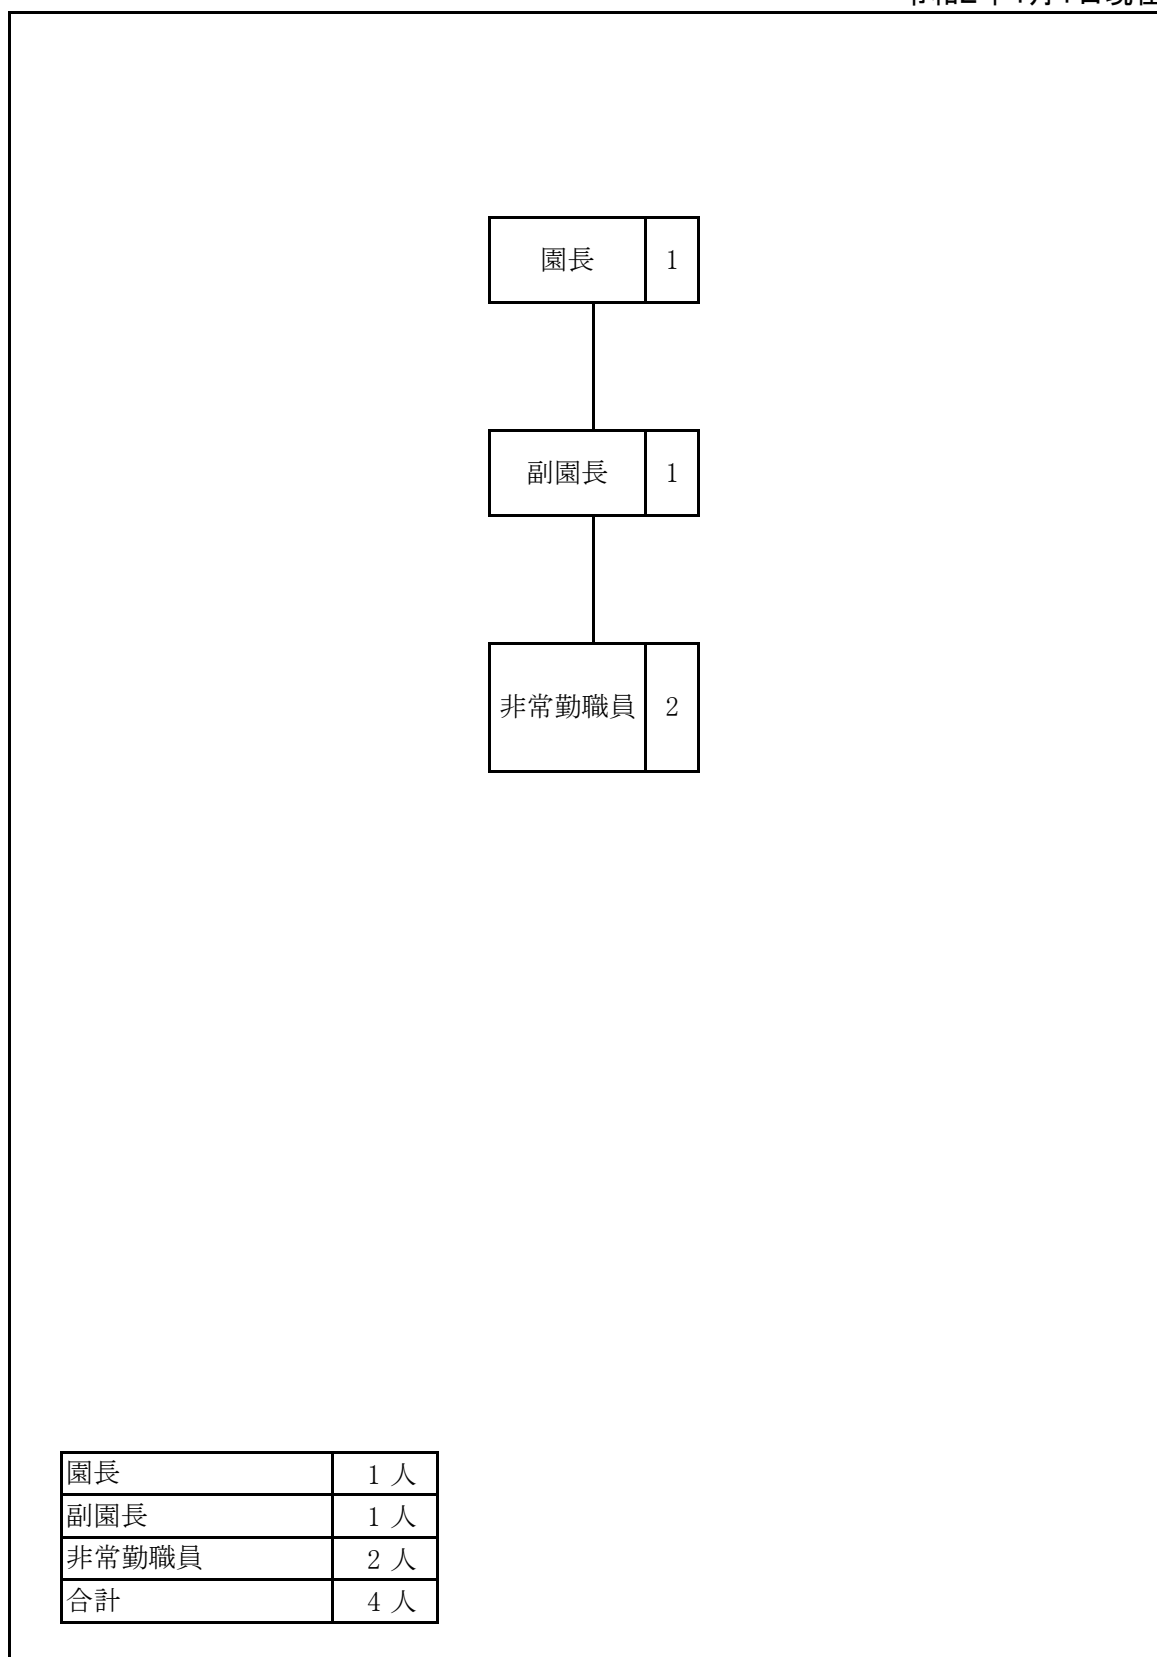 園長 1
副園長 1
非常勤職員 2
園長 1 人
副園長 1 人
非常勤職員 2 人
合計 4 人